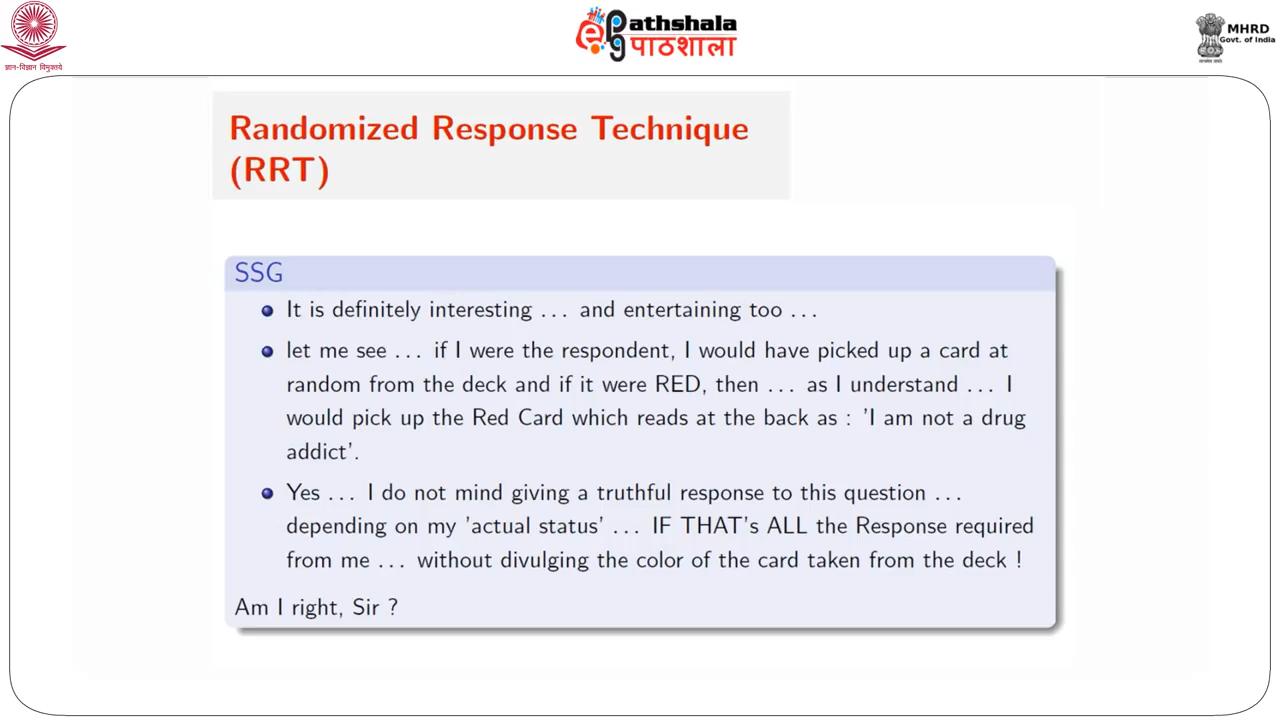 ज्ञान-विज्ञान विमुक्तये
ePG Pathshala
पाठशाला
MHRD
Govt. of India
सत्यमेव जयते
Randomized Response Technique
(RRT)
SSG
It is definitely interesting . . . and entertaining too . . .
let me see . . . if I were the respondent, I would have picked up a card at
random from the deck and if it were RED, then . . . as I understand . . . I
would pick up the Red Card which reads at the back as : 'I am not a drug
addict'.
Yes . . . I do not mind giving a truthful response to this question . . .
depending on my 'actual status' . . . IF THAT's ALL the Response required
from me . . . without divulging the color of the card taken from the deck !
Am I right, Sir ?